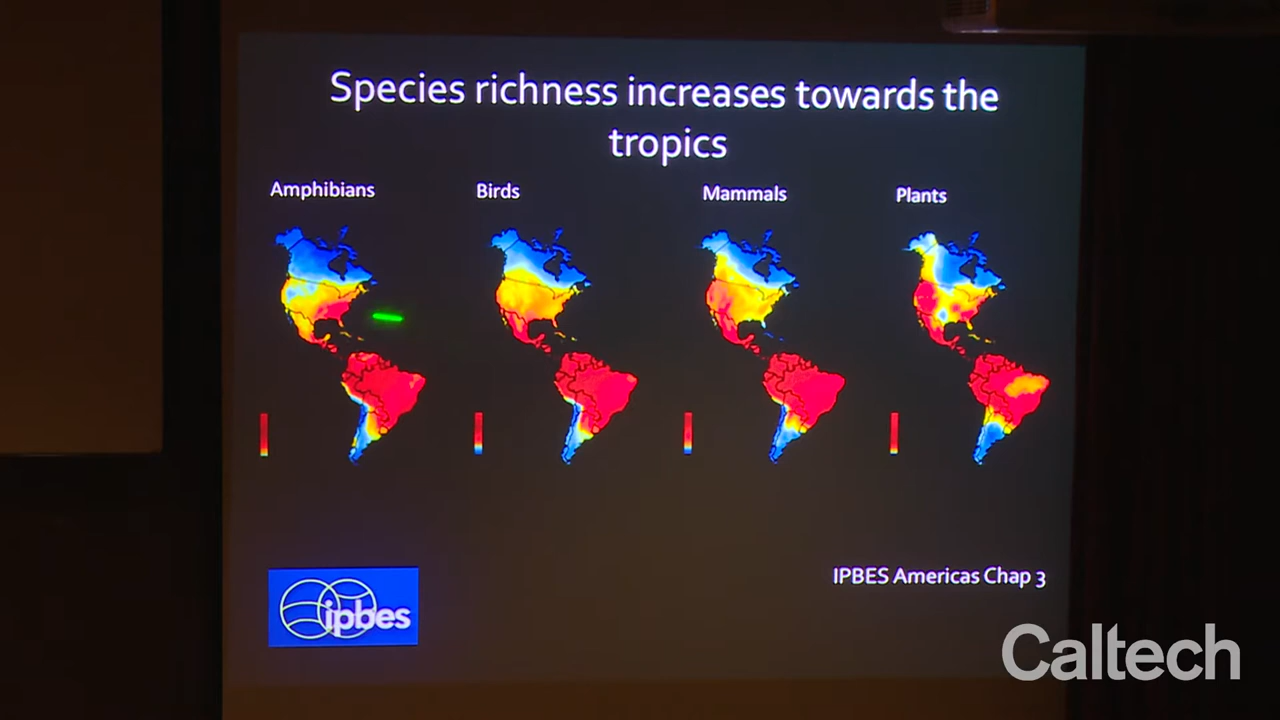 Species richness increases towards the
tropics
Amphibians
Birds
Mammals
Plants
ipbes
IPBES Americas Chap 3
Caltech